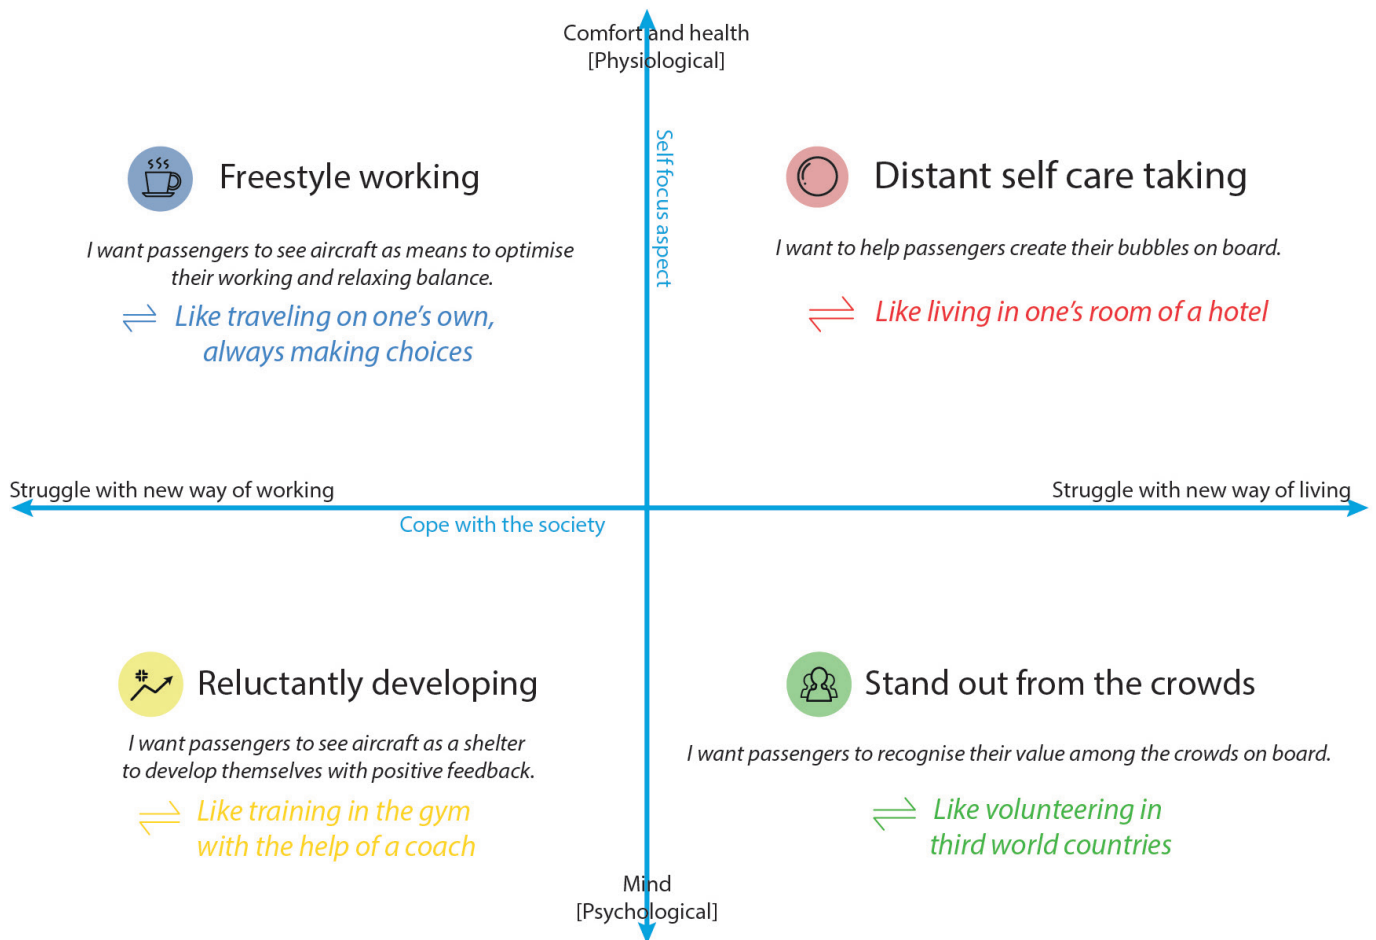 Comfort and health
[Physiological]
Self focus aspect
Freestyle working
I want passengers to see aircraft as means to optimise
their working and relaxing balance.
Like traveling on one's own,
always making choices
Distant self care taking
I want to help passengers create their bubbles on board.
Like living in one's room of a hotel
Struggle with new way of working
Struggle with new way of living
Cope with the society
Reluctantly developing
I want passengers to see aircraft as a shelter
to develop themselves with positive feedback.
Like training in the gym
with the help of a coach
Stand out from the crowds
I want passengers to recognise their value among the crowds on board.
Like volunteering in
third world countries
Mind
[Psychological]